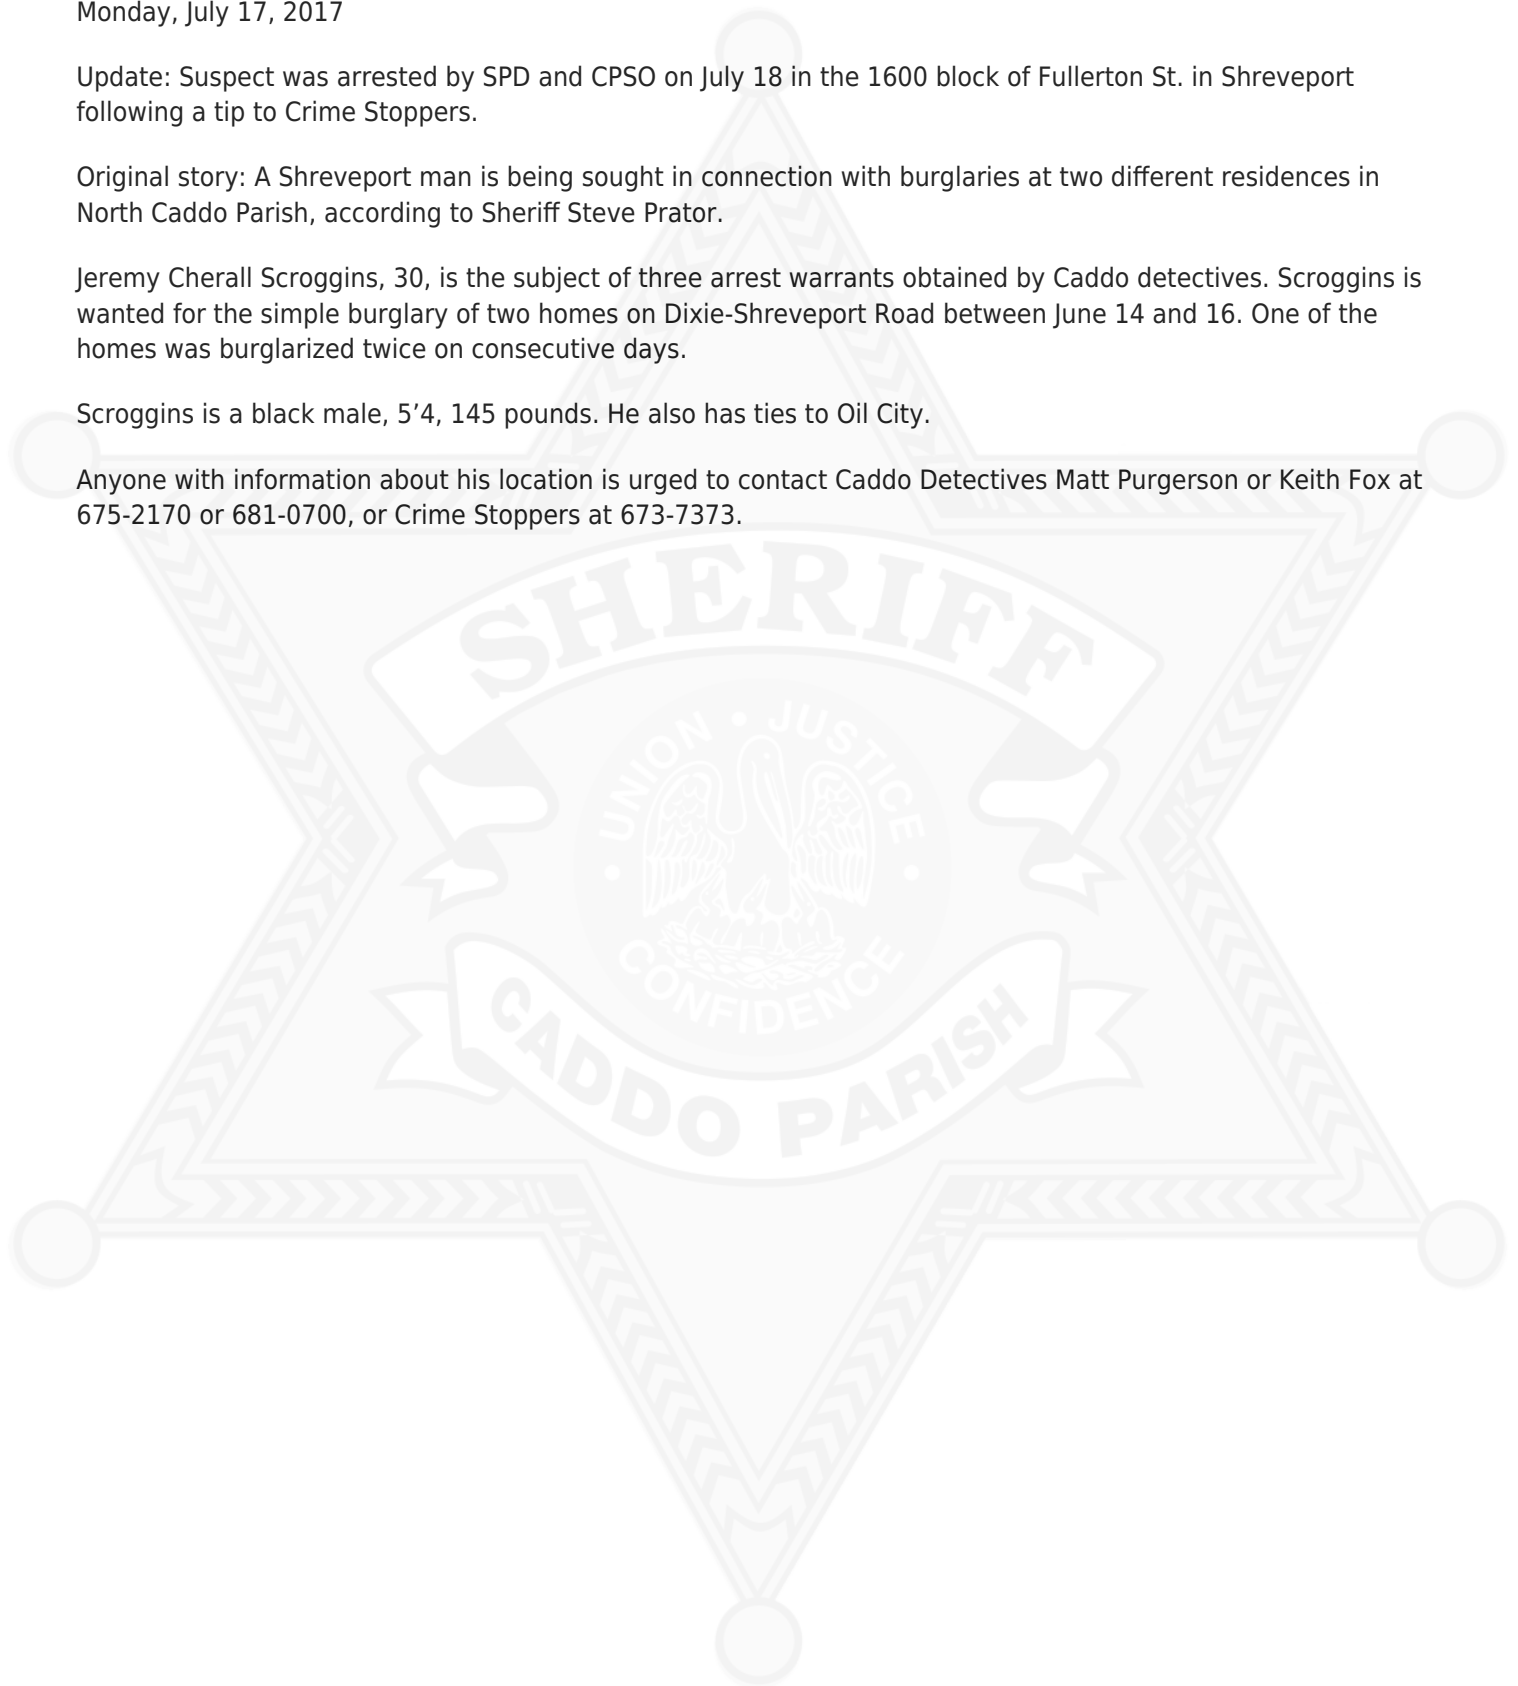 Monday, July 17, 2017
Update: Suspect was arrested by SPD and CPSO on July 18 in the 1600 block of Fullerton St. in Shreveport
following a tip to Crime Stoppers.
Original story: A Shreveport man is being sought in connection with burglaries at two different residences in
North Caddo Parish, according to Sheriff Steve Prator.
Jeremy Cherall Scroggins, 30, is the subject of three arrest warrants obtained by Caddo detectives. Scroggins is
wanted for the simple burglary of two homes on Dixie-Shreveport Road between June 14 and 16. One of the
homes was burglarized twice on consecutive days.
Scroggins is a black male, 5’4, 145 pounds. He also has ties to Oil City.
Anyone with information about his location is urged to contact Caddo Detectives Matt Purgerson or Keith Fox at
675-2170 or 681-0700, or Crime Stoppers at 673-7373.
SHERIFF
UNION • JUSTICE
• CONFIDENCE •
CADDO PARISH